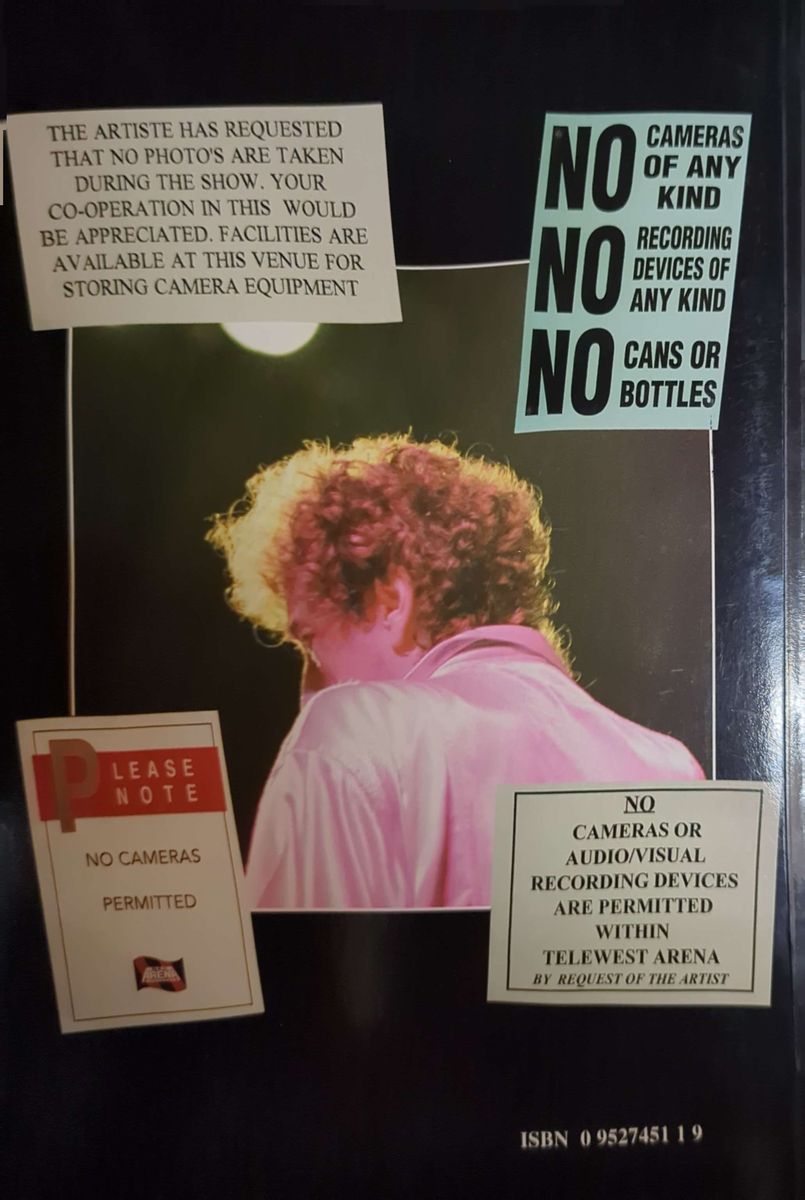 THE ARTISTE HAS REQUESTED
THAT NO PHOTO'S ARE TAKEN
DURING THE SHOW. YOUR
CO-OPERATION IN THIS WOULD
BE APPRECIATED. FACILITIES ARE
AVAILABLE AT THIS VENUE FOR
STORING CAMERA EQUIPMENT
NO CAMERAS
OF ANY
KIND
NO RECORDING
DEVICES OF
ANY KIND
NO CANS OR
BOTTLES
PLEASE
NOTE
NO CAMERAS
PERMITTED
ARENA
NO
CAMERAS OR
AUDIO/VISUAL
RECORDING DEVICES
ARE PERMITTED
WITHIN
TELEWEST ARENA
BY REQUEST OF THE ARTIST
ISBN 0 9527451 1 9